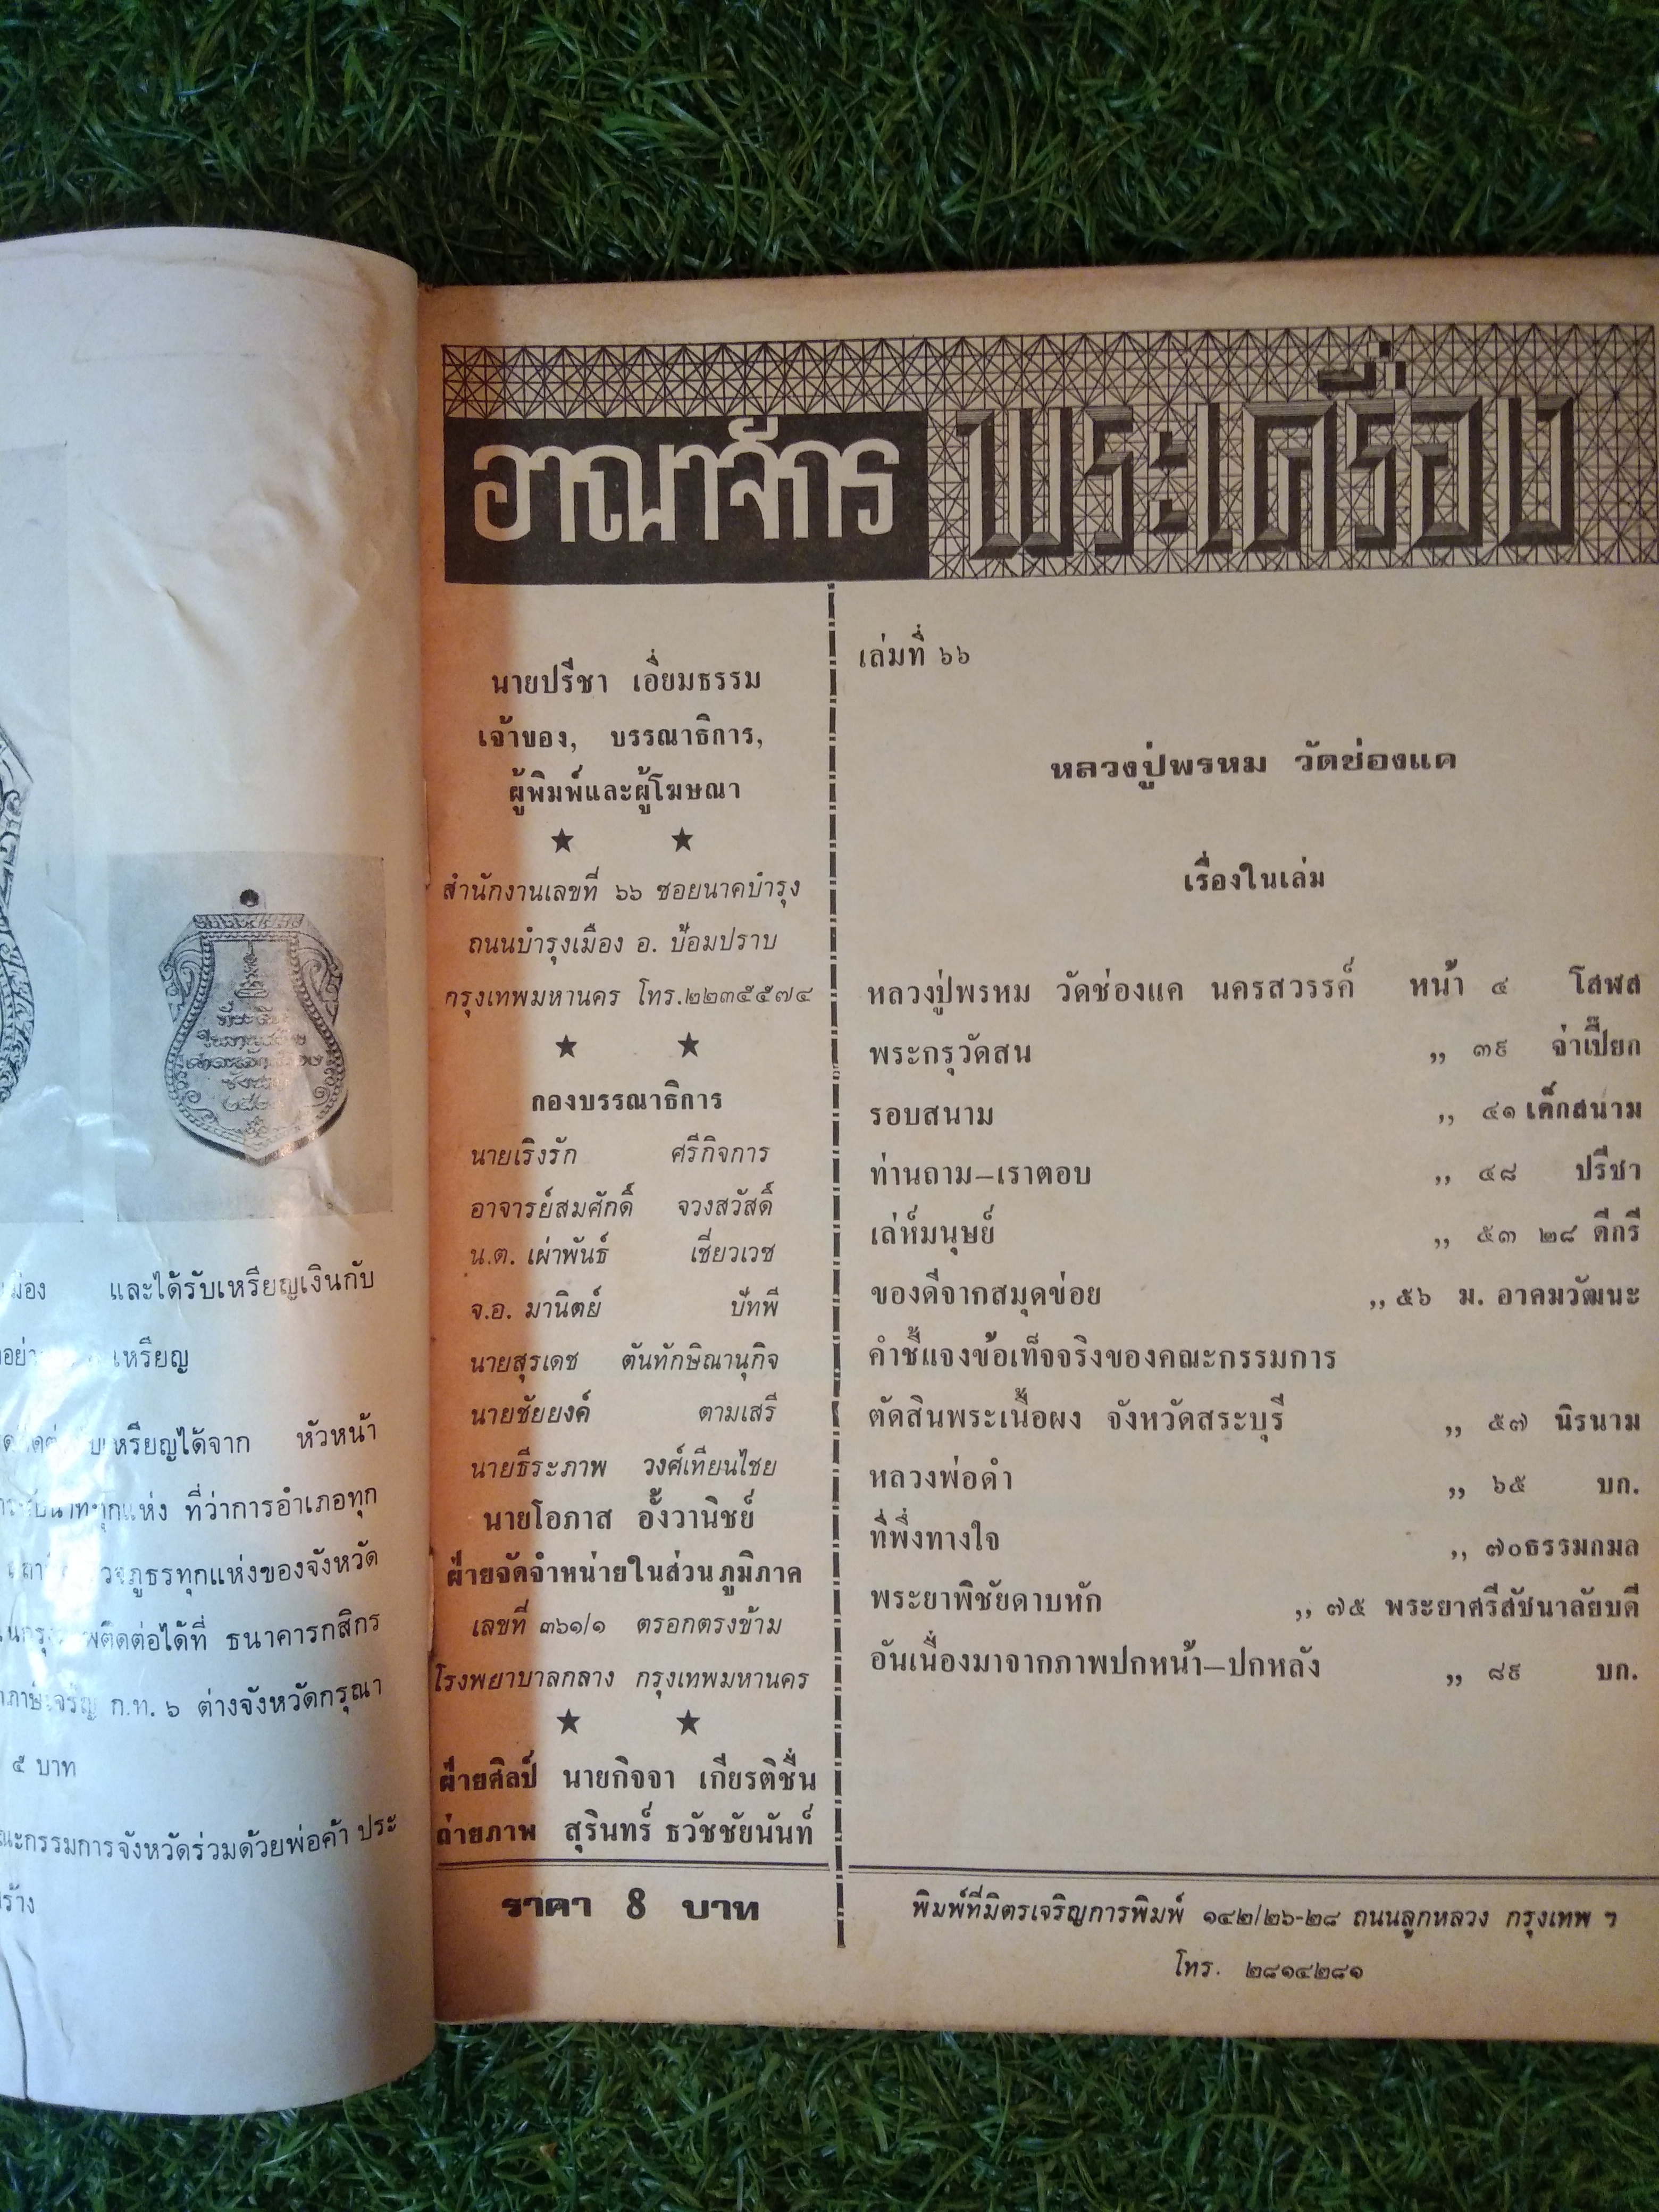 และได้รับเหรียญเงินกับ
เหรียญ
เหรียญได้จาก หัวหน้า
ทุกแห่ง ที่ว่าการอำเภอทุก
ภูธรทุกแห่งของจังหวัด
ติดต่อได้ที่ ธนาคารกสิกร
ก.ท. ๖ ต่างจังหวัดกรุณา
๕ บาท
ณะกรรมการจังหวัดร่วมด้วยพ่อค้า ประ
ร้าง
อาณาจักร พระเครื่อง
นายปรีชา เอี่ยมธรรม
เจ้าของ, บรรณาธิการ,
ผู้พิมพ์และผู้โฆษณา
★ ★
สำนักงานเลขที่ ๖๖ ซอยนาคบำรุง
ถนนบำรุงเมือง อ. ป้อมปราบ
กรุงเทพมหานคร โทร.๒๒๓๕๕๗๔
★ ★
กองบรรณาธิการ
นายเริงรัก ศรีกิจการ
อาจารย์สมศักดิ์ จวงสวัสดิ์
น.ต. เผ่าพันธ์ เชี่ยวเวช
จ.อ. มานิตย์ ปัทพี
นายสุรเดช ตันทักษิณานุกิจ
นายชัยยงค์ ตามเสรี
นายธีระภาพ วงศ์เทียนไชย
นายโอภาส อั้งวานิชย์
ฝ่ายจัดจำหน่ายในส่วนภูมิภาค
เลขที่ ๓๖๑/๑ ตรอกตรงข้าม
โรงพยาบาลกลาง กรุงเทพมหานคร
★ ★
ฝ่ายศิลป์ นายกิจจา เกียรติชื่น
ถ่ายภาพ สุรินทร์ ธวัชชัยนันท์
ราคา 8 บาท
เล่มที่ ๖๖
หลวงปู่พรหม วัดช่องแค
เรื่องในเล่ม
หลวงปู่พรหม วัดช่องแค นครสวรรค์ หน้า ๔ โสฬส
พระกรุวัดสน ,, ๓๙ จ่าเปี๊ยก
รอบสนาม ,, ๔๑ เด็กสนาม
ท่านถาม–เราตอบ ,, ๔๘ ปรีชา
เล่ห์มนุษย์ ,, ๕๓ ๒๘ ดีกรี
ของดีจากสมุดข่อย ,, ๕๖ ม. อาคมวัฒนะ
คำชี้แจงข้อเท็จจริงของคณะกรรมการ
ตัดสินพระเนื้อผง จังหวัดสระบุรี ,, ๕๗ นิรนาม
หลวงพ่อดำ ,, ๖๕ บก.
ที่พึ่งทางใจ ,, ๗๐ ธรรมกมล
พระยาพิชัยดาบหัก ,, ๗๕ พระยาศรีสัชนาลัยบดี
อันเนื่องมาจากภาพปกหน้า–ปกหลัง ,, ๘๙ บก.
พิมพ์ที่มิตรเจริญการพิมพ์ ๑๔๒/๒๖-๒๘ ถนนลูกหลวง กรุงเทพ ฯ
โทร. ๒๘๑๔๒๘๑